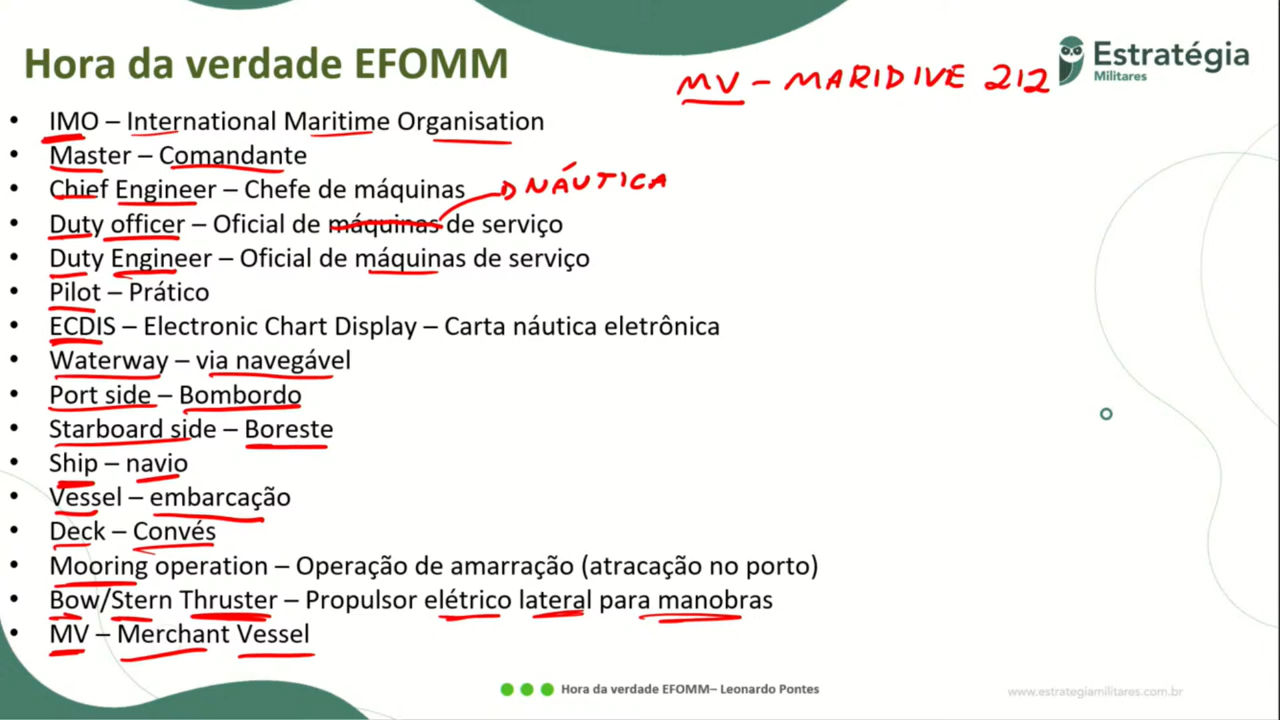 Hora da verdade EFOMM
MV – MARIDIVE 212
Estratégia
Militares
• IMO – International Maritime Organisation
• Master – Comandante
• Chief Engineer – Chefe de máquinas
NÁUTICA
• Duty officer – Oficial de máquinas de serviço
• Duty Engineer – Oficial de máquinas de serviço
• Pilot – Prático
• ECDIS – Electronic Chart Display – Carta náutica eletrônica
• Waterway – via navegável
• Port side – Bombordo
• Starboard side – Boreste
• Ship – navio
• Vessel – embarcação
• Deck – Convés
• Mooring operation – Operação de amarração (atracação no porto)
• Bow/Stern Thruster – Propulsor elétrico lateral para manobras
• MV – Merchant Vessel
Hora da verdade EFOMM– Leonardo Pontes
www.estrategiamilitares.com.br